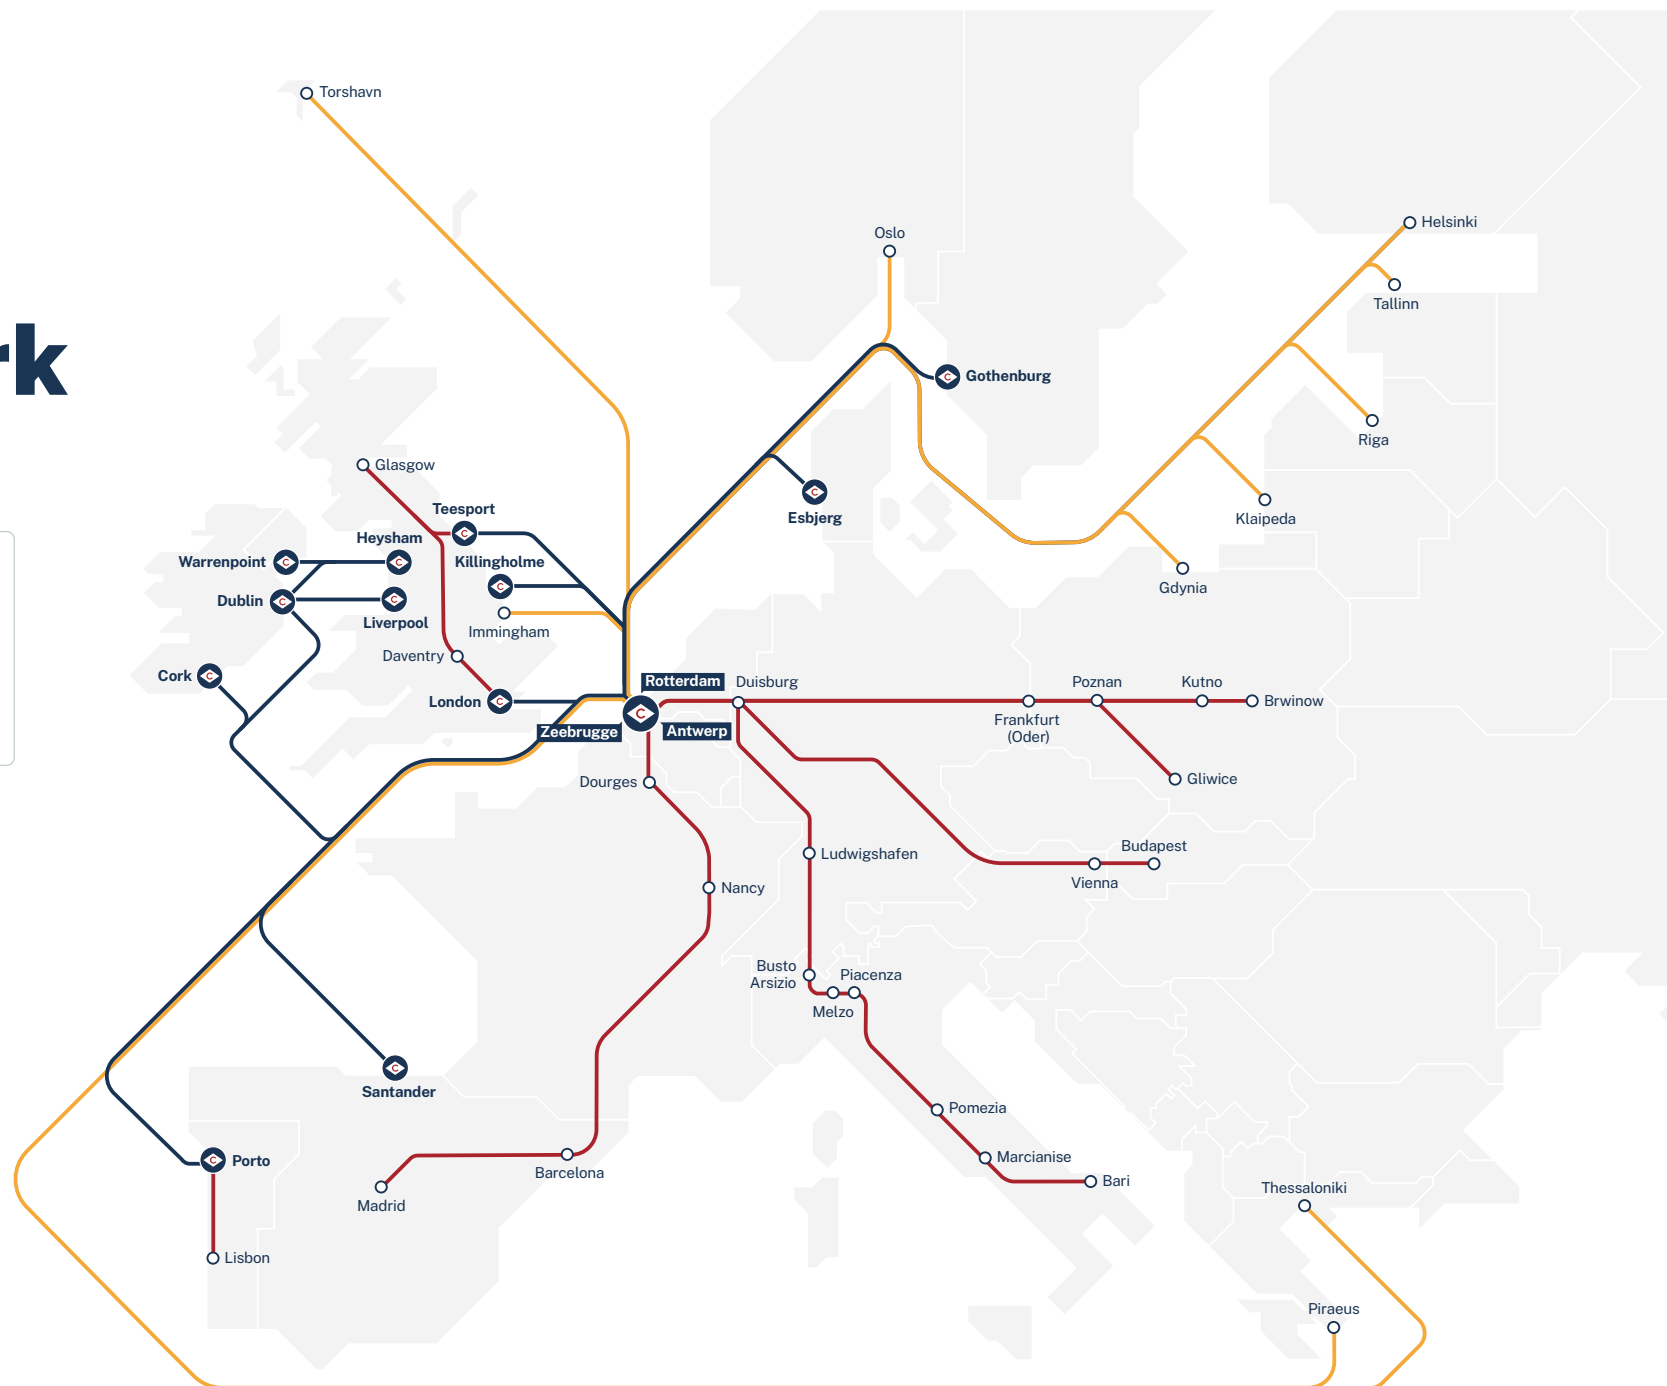 Torshavn
Oslo
Helsinki
Tallinn
rk
Gothenburg
Riga
Glasgow
Esbjerg
Klaipeda
Teesport
Heysham
Warrenpoint
Killingholme
Gdynia
Dublin
Liverpool
Immingham
Daventry
Cork
London
Rotterdam
Duisburg
Zeebrugge
Antwerp
Poznan
Kutno
Brwinow
Frankfurt
(Oder)
Dourges
Gliwice
Ludwigshafen
Budapest
Vienna
Nancy
Busto
Arsizio
Piacenza
Melzo
Santander
Pomezia
Porto
Barcelona
Marcianise
Bari
Madrid
Thessaloniki
Lisbon
Piraeus